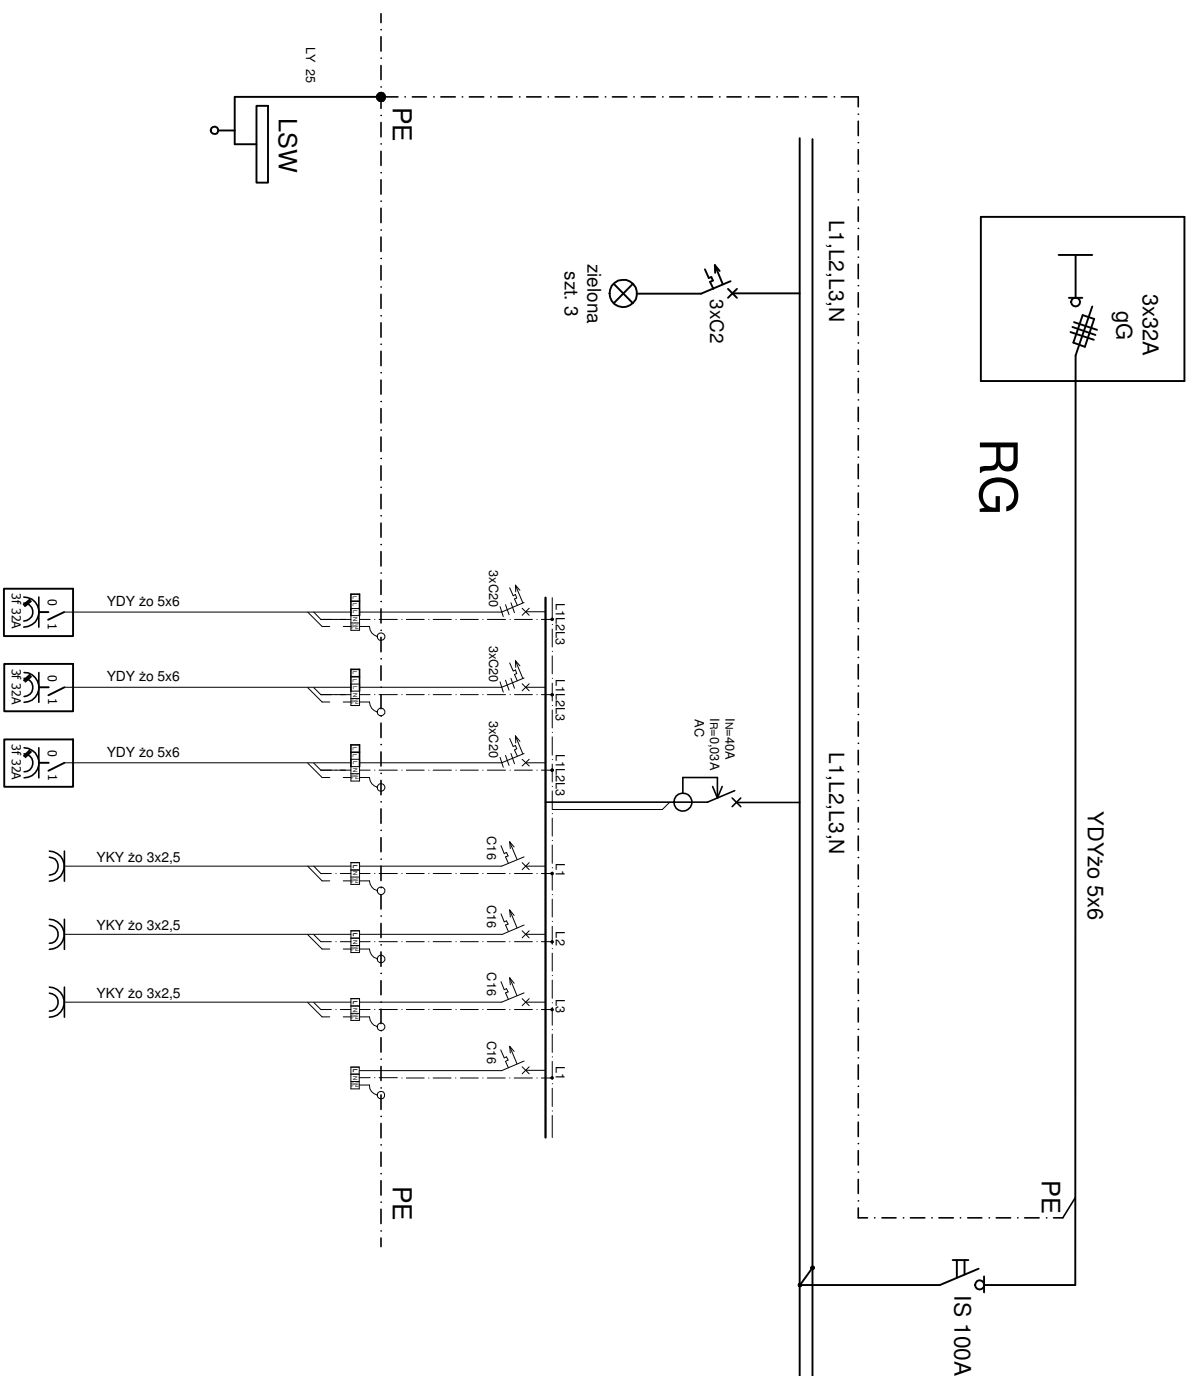 3x32A
gG
RG
YDYżo 5x6
PE
IS 100A
L1,L2,L3,N
L1,L2,L3,N
3xC2
zielona
szt. 3
PE
LY 25
LSW
IN=40A
IR=0,03A
AC
L1L2L3
L1L2L3
L1L2L3
L1
L2
L3
L1
3xC20
3xC20
3xC20
C16
C16
C16
C16
PE
YDY żo 5x6
YDY żo 5x6
YDY żo 5x6
YKY żo 3x2,5
YKY żo 3x2,5
YKY żo 3x2,5
0 1
3f 32A
0 1
3f 32A
0 1
3f 32A